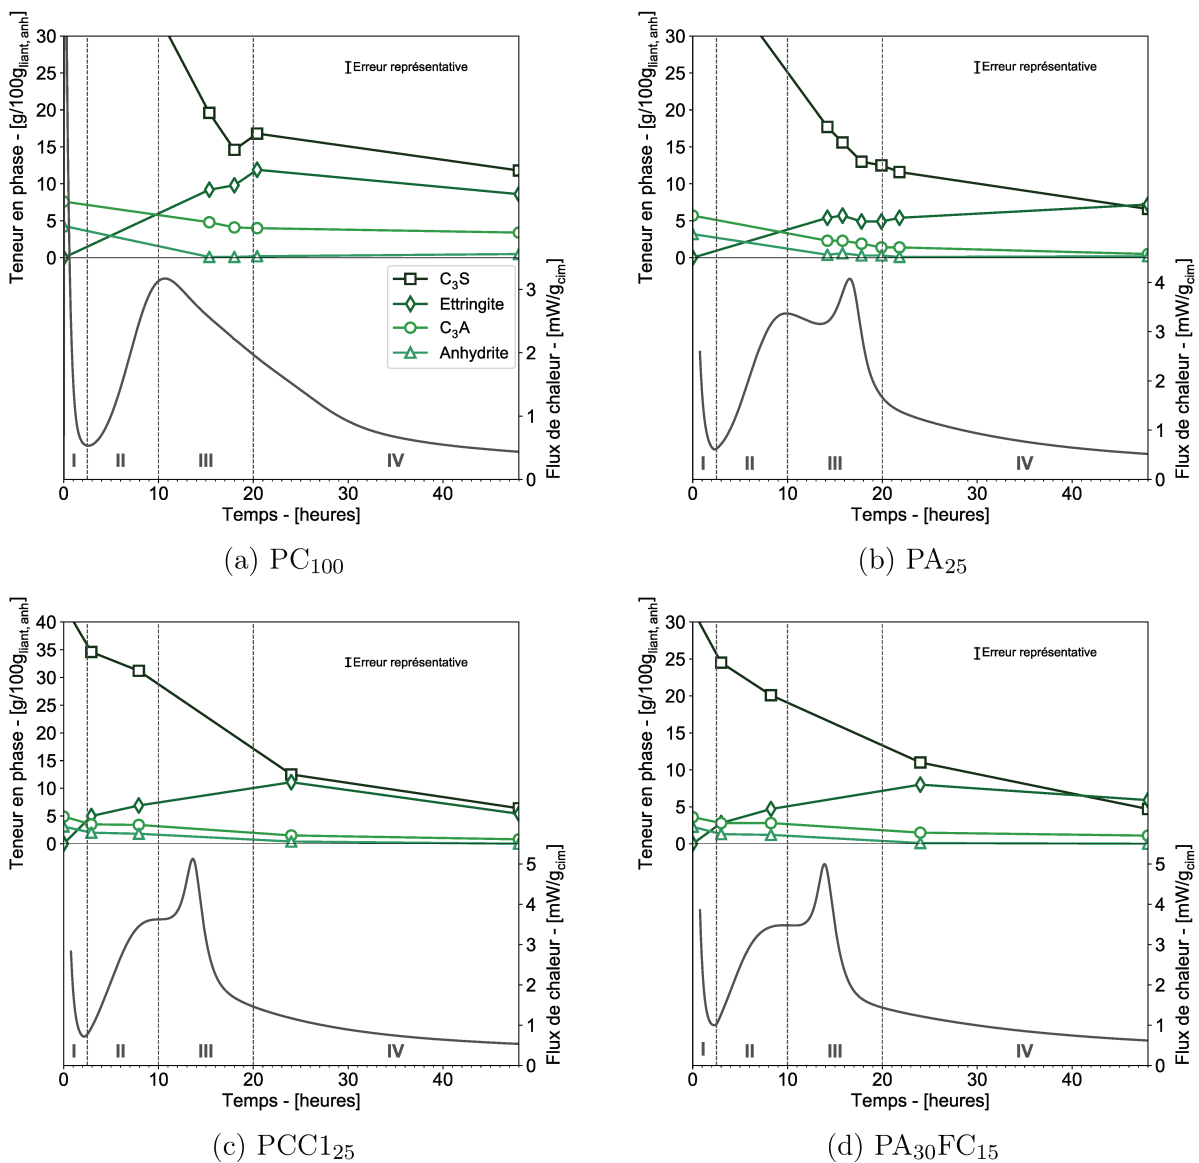 Teneur en phase - [g/100g_liant, anh]
30
25
20
15
10
5
0
Erreur représentative
C₃S
Ettringite
C₃A
Anhydrite
3
2
1
0
Flux de chaleur - [mW/g_cim]
I II III IV
0 10 20 30 40
Temps - [heures]
(a) PC₁₀₀
Teneur en phase - [g/100g_liant, anh]
30
25
20
15
10
5
0
Erreur représentative
4
3
2
1
0
Flux de chaleur - [mW/g_cim]
I II III IV
0 10 20 30 40
Temps - [heures]
(b) PA₂₅
Teneur en phase - [g/100g_liant, anh]
40
35
30
25
20
15
10
5
0
Erreur représentative
5
4
3
2
1
0
Flux de chaleur - [mW/g_cim]
I II III IV
0 10 20 30 40
Temps - [heures]
(c) PCC1₂₅
Teneur en phase - [g/100g_liant, anh]
30
25
20
15
10
5
0
Erreur représentative
5
4
3
2
1
0
Flux de chaleur - [mW/g_cim]
I II III IV
0 10 20 30 40
Temps - [heures]
(d) PA₃₀FC₁₅